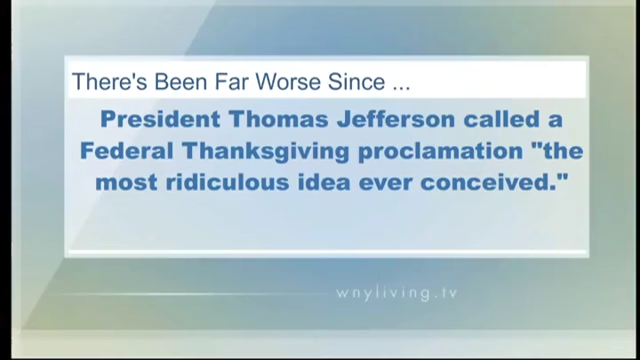 There's Been Far Worse Since ...
President Thomas Jefferson called a
Federal Thanksgiving proclamation "the
most ridiculous idea ever conceived."
wnyliving.tv